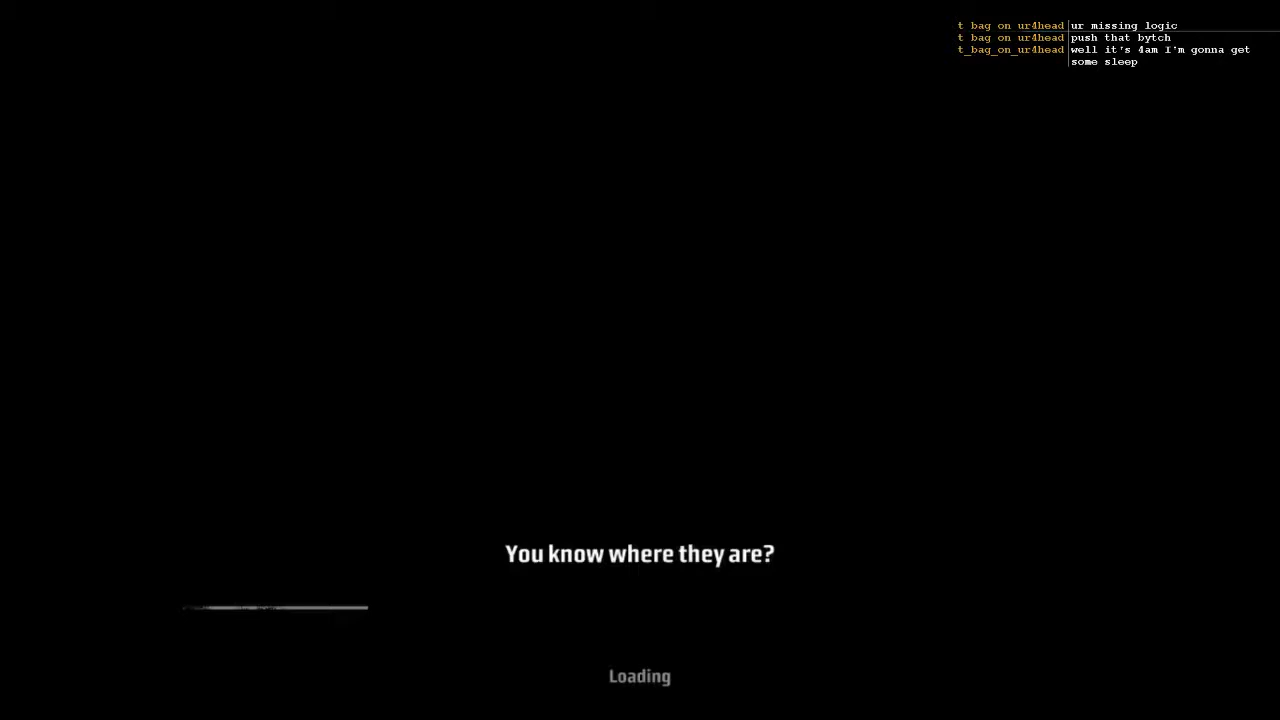 t bag on ur4head ur missing logic
t bag on ur4head push that bytch
t_bag_on_ur4head well it's 4am I'm gonna get
some sleep
You know where they are?
Loading